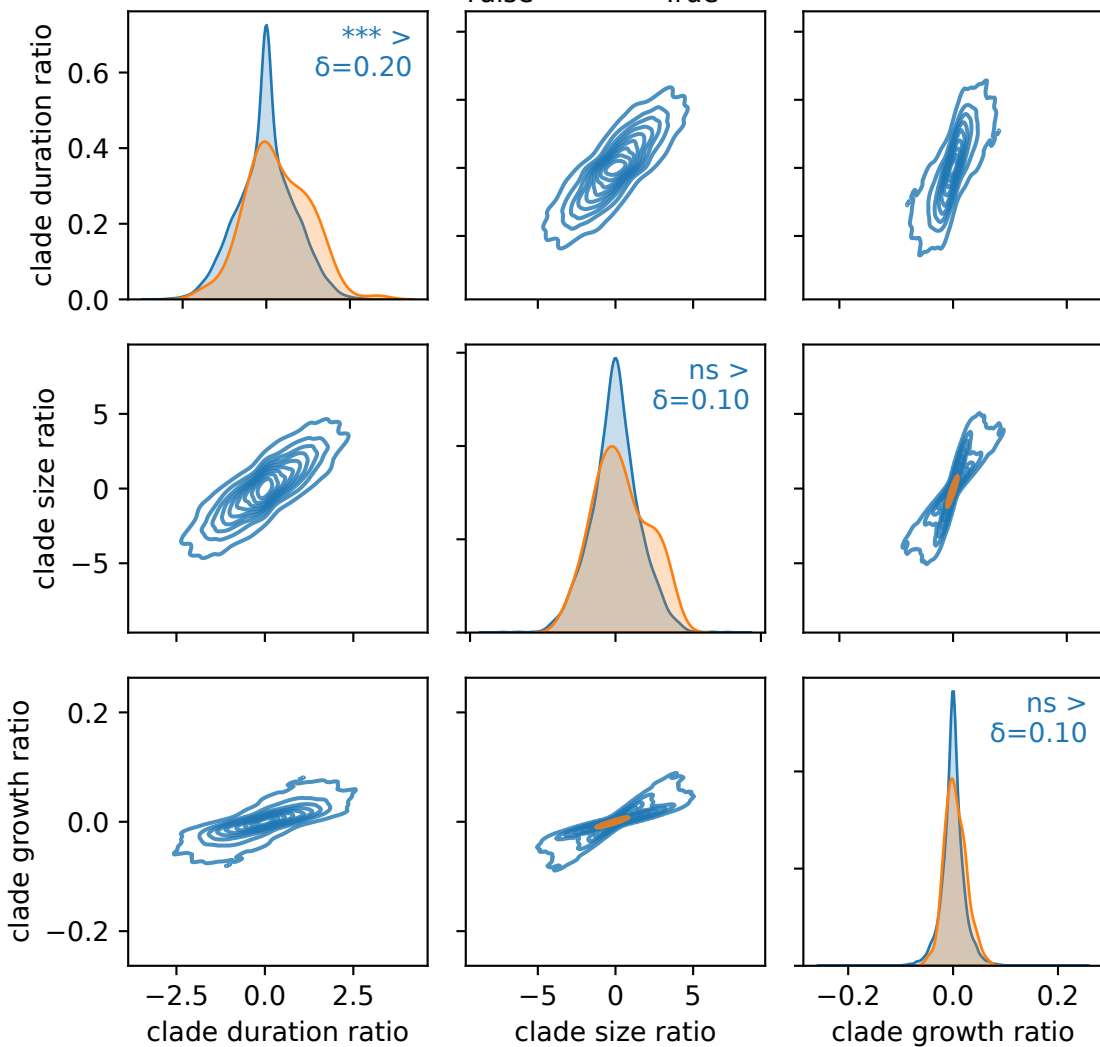 clade duration ratio
0.6
0.4
0.2
0.0
*** >
δ=0.20
clade size ratio
5
0
−5
ns >
δ=0.10
clade growth ratio
0.2
0.0
−0.2
ns >
δ=0.10
−2.5 0.0 2.5
−5 0 5
−0.2 0.0 0.2
clade duration ratio
clade size ratio
clade growth ratio